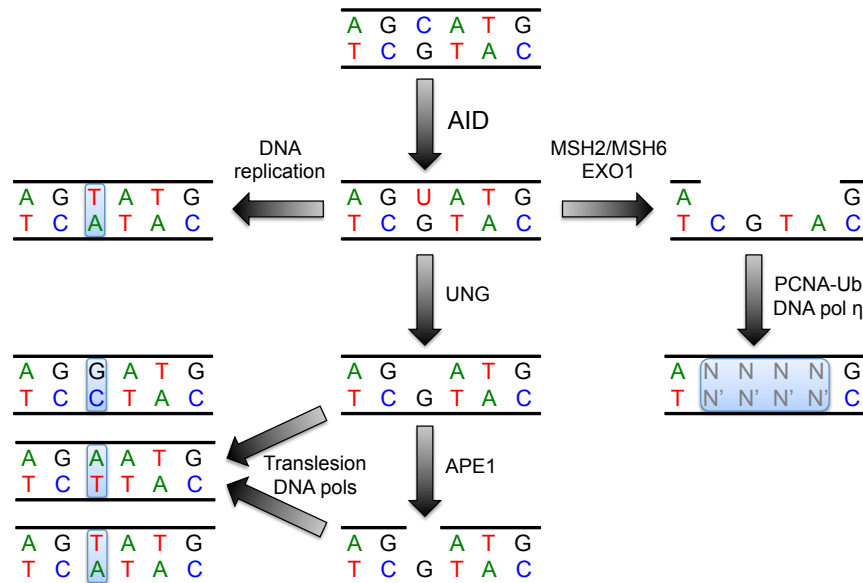 A G C A T G
T C G T A C
AID
DNA
replication
MSH2/MSH6
EXO1
A G T A T G
T C A T A C
A G U A T G
T C G T A C
A G
T C G T A C
UNG
PCNA-Ub
DNA pol η
A G G A T G
T C C T A C
A G A T G
T C G T A C
A N N N N G
T N' N' N' N' C
A G A A T G
T C T T A C
Translesion
DNA pols
APE1
A G T A T G
T C A T A C
A G A T G
T C G T A C